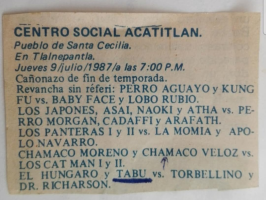 CENTRO SOCIAL ACATITLAN.
Pueblo de Santa Cecilia.
En Tlalnepantla.
Jueves 9/julio/1987/a las 7:00 P.M.
Cañonazo de fin de temporada.
Revancha sin réferi: PERRO AGUAYO y KUNG
FU vs. BABY FACE y LOBO RUBIO.
LOS JAPONES, ASAI, NAOKI y ATHA vs. PE-
RRO MORGAN, CADAFFI y ARAFATH.
LOS PANTERAS I y II vs. LA MOMIA y APO-
LO NAVARRO.
CHAMACO MORENO y CHAMACO VELOZ vs.
LOS CAT MAN I y II.
EL HUNGARO y TABU vs. TORBELLINO y
DR. RICHARSON.